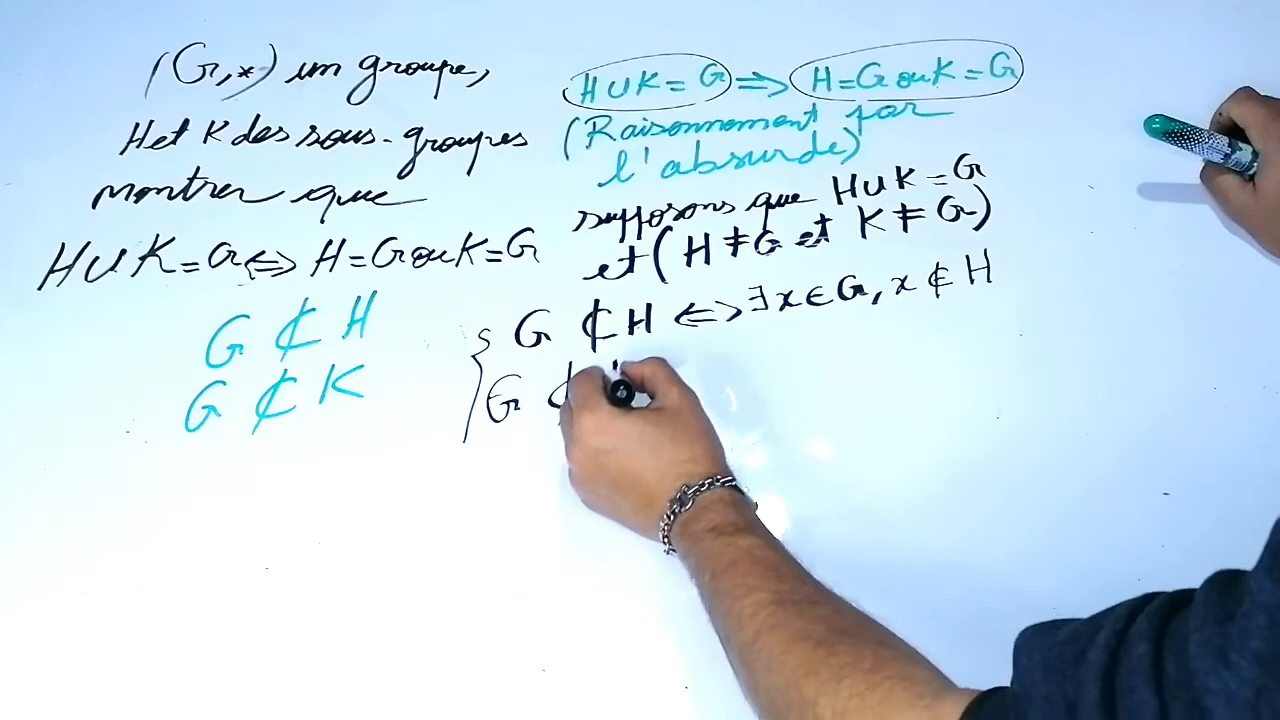 (G,*) un groupe,
H et K des sous-groupes
montrer que
H∪K=G⟺H=G ou K=G
G⊄H
G⊄K
H∪K=G⟹H=G ou K=G
(Raisonnement par
l'absurde)
supposons que H∪K=G
et (H≠G et K≠G)
{G⊄H⟺∃x∈G, x∉H
G